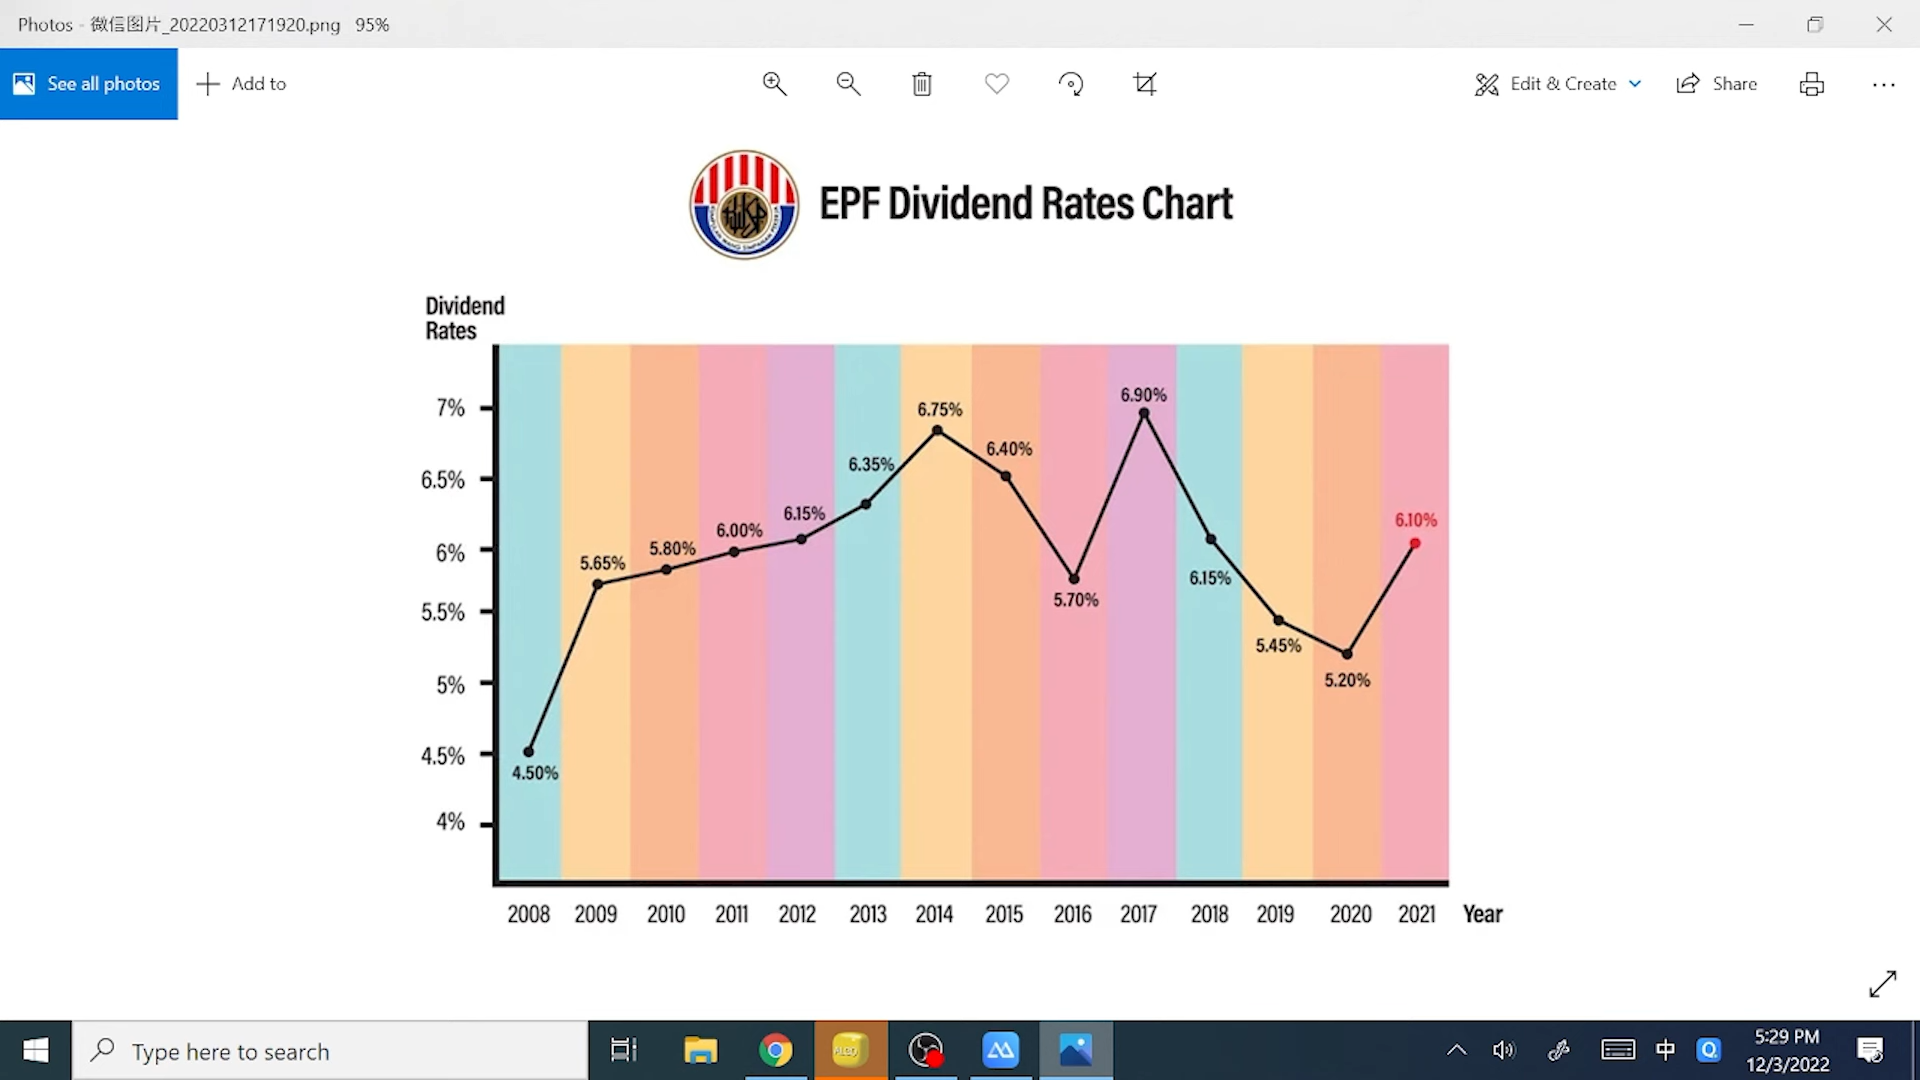 Photos - 微信图片_20220312171920.png 95%
See all photos
Add to
Edit & Create
Share
EPF Dividend Rates Chart
Dividend
Rates
7%
6.5%
6%
5.5%
5%
4.5%
4%
4.50%
5.65%
5.80%
6.00%
6.15%
6.35%
6.75%
6.40%
5.70%
6.90%
6.15%
5.45%
5.20%
6.10%
2008 2009 2010 2011 2012 2013 2014 2015 2016 2017 2018 2019 2020 2021 Year
Type here to search
中
5:29 PM
12/3/2022